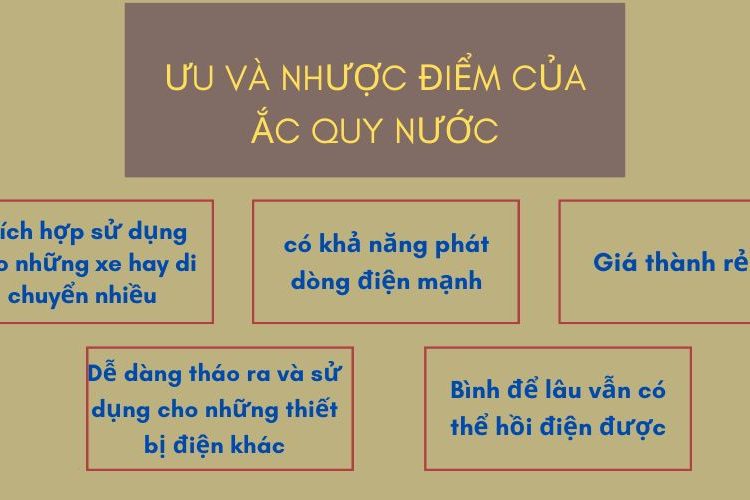 ƯU VÀ NHƯỢC ĐIỂM CỦA
ẮC QUY NƯỚC
hích hợp sử dụng
o những xe hay di
chuyển nhiều
có khả năng phát
dòng điện mạnh
Giá thành rẻ
Dễ dàng tháo ra và sử
dụng cho những thiết
bị điện khác
Bình để lâu vẫn có
thể hồi điện được